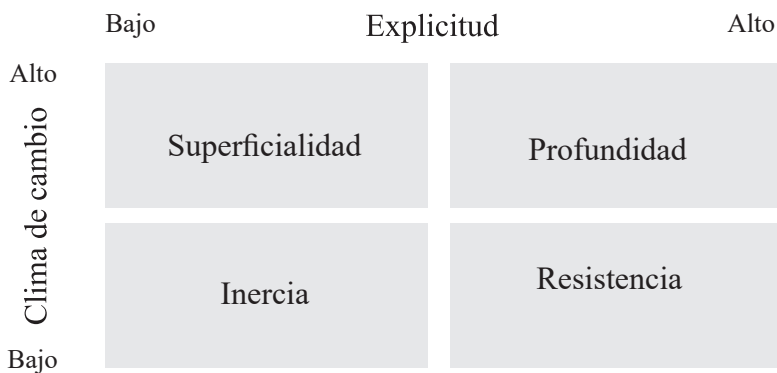 Bajo Explicitud Alto
Alto
Clima de cambio
Superficialidad Profundidad
Inercia Resistencia
Bajo